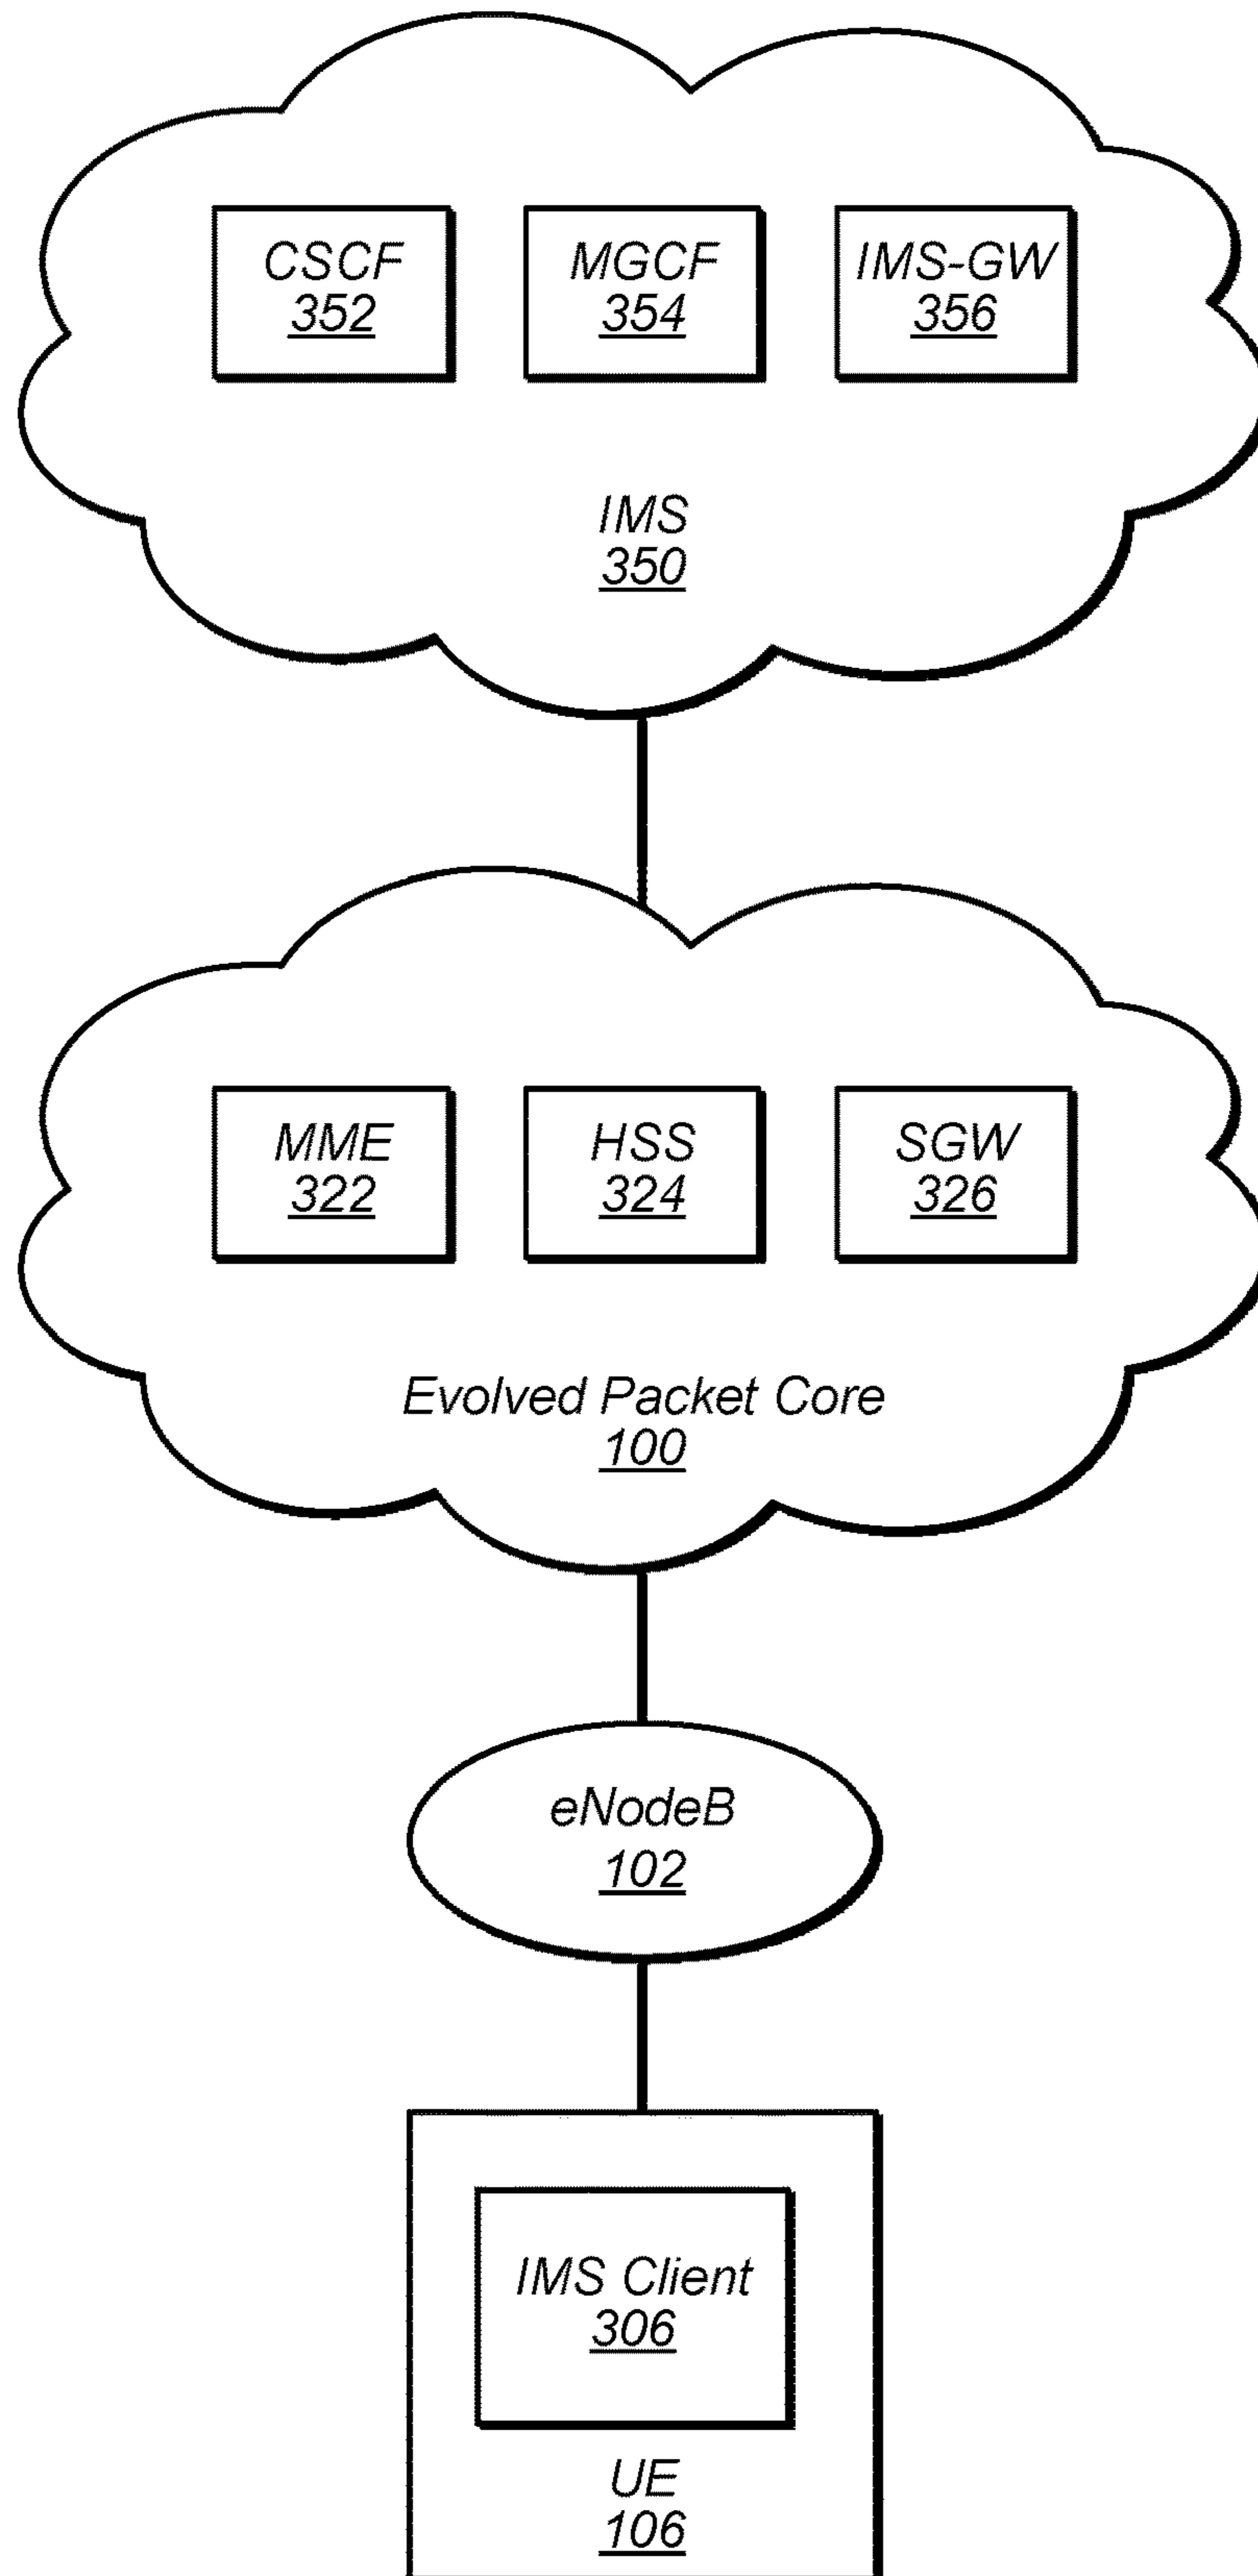 CSCF
352
MGCF
354
IMS-GW
356
IMS
350
MME
322
HSS
324
SGW
326
Evolved Packet Core
100
eNodeB
102
IMS Client
306
UE
106